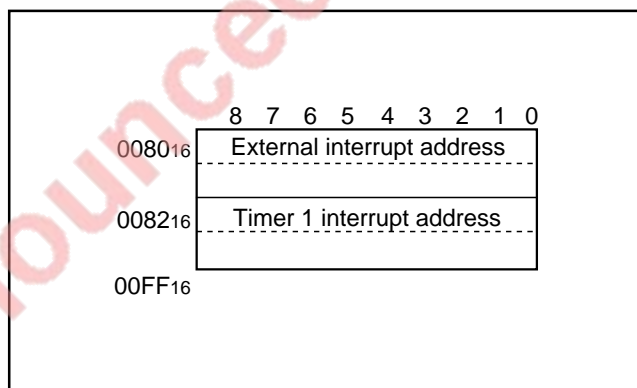 ounced
8 7 6 5 4 3 2 1 0
0080₁₆ External interrupt address
0082₁₆ Timer 1 interrupt address
00FF₁₆